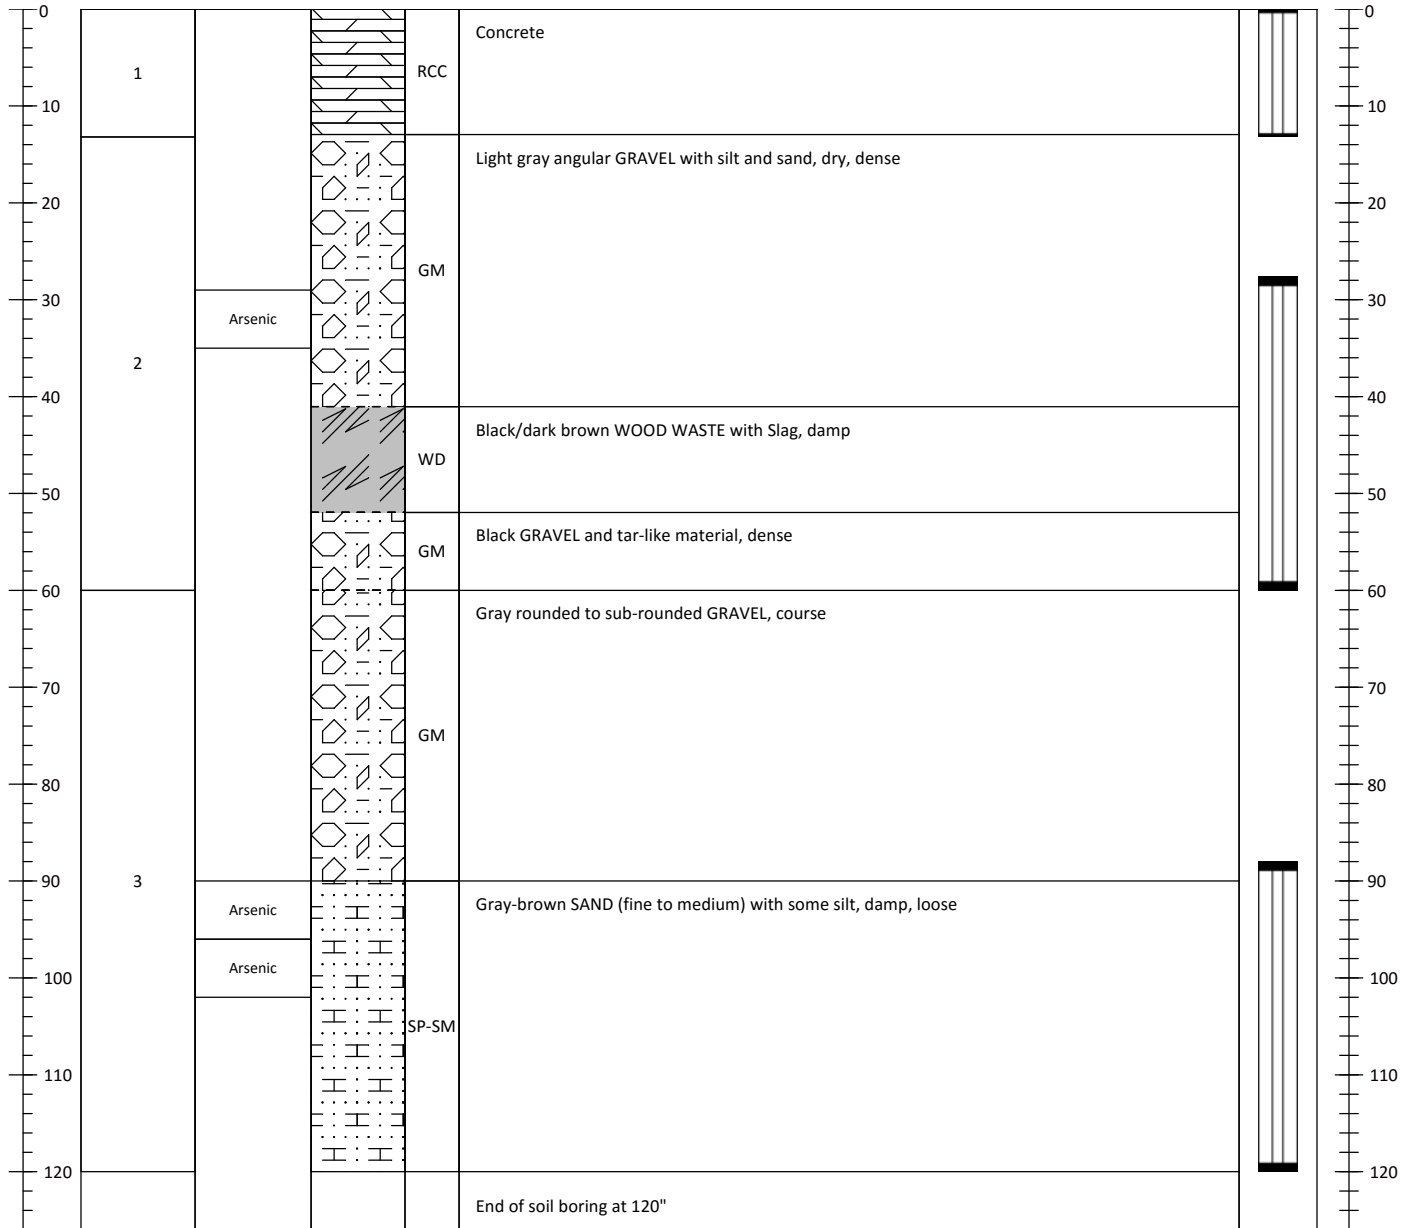 0
Concrete
0
1
RCC
10
10
Light gray angular GRAVEL with silt and sand, dry, dense
20
20
GM
30
Arsenic
30
2
40
40
Black/dark brown WOOD WASTE with Slag, damp
WD
50
50
Black GRAVEL and tar-like material, dense
GM
60
60
Gray rounded to sub-rounded GRAVEL, course
70
70
GM
80
80
90
3
90
Arsenic
Gray-brown SAND (fine to medium) with some silt, damp, loose
Arsenic
100
100
SP-SM
110
110
120
120
End of soil boring at 120"